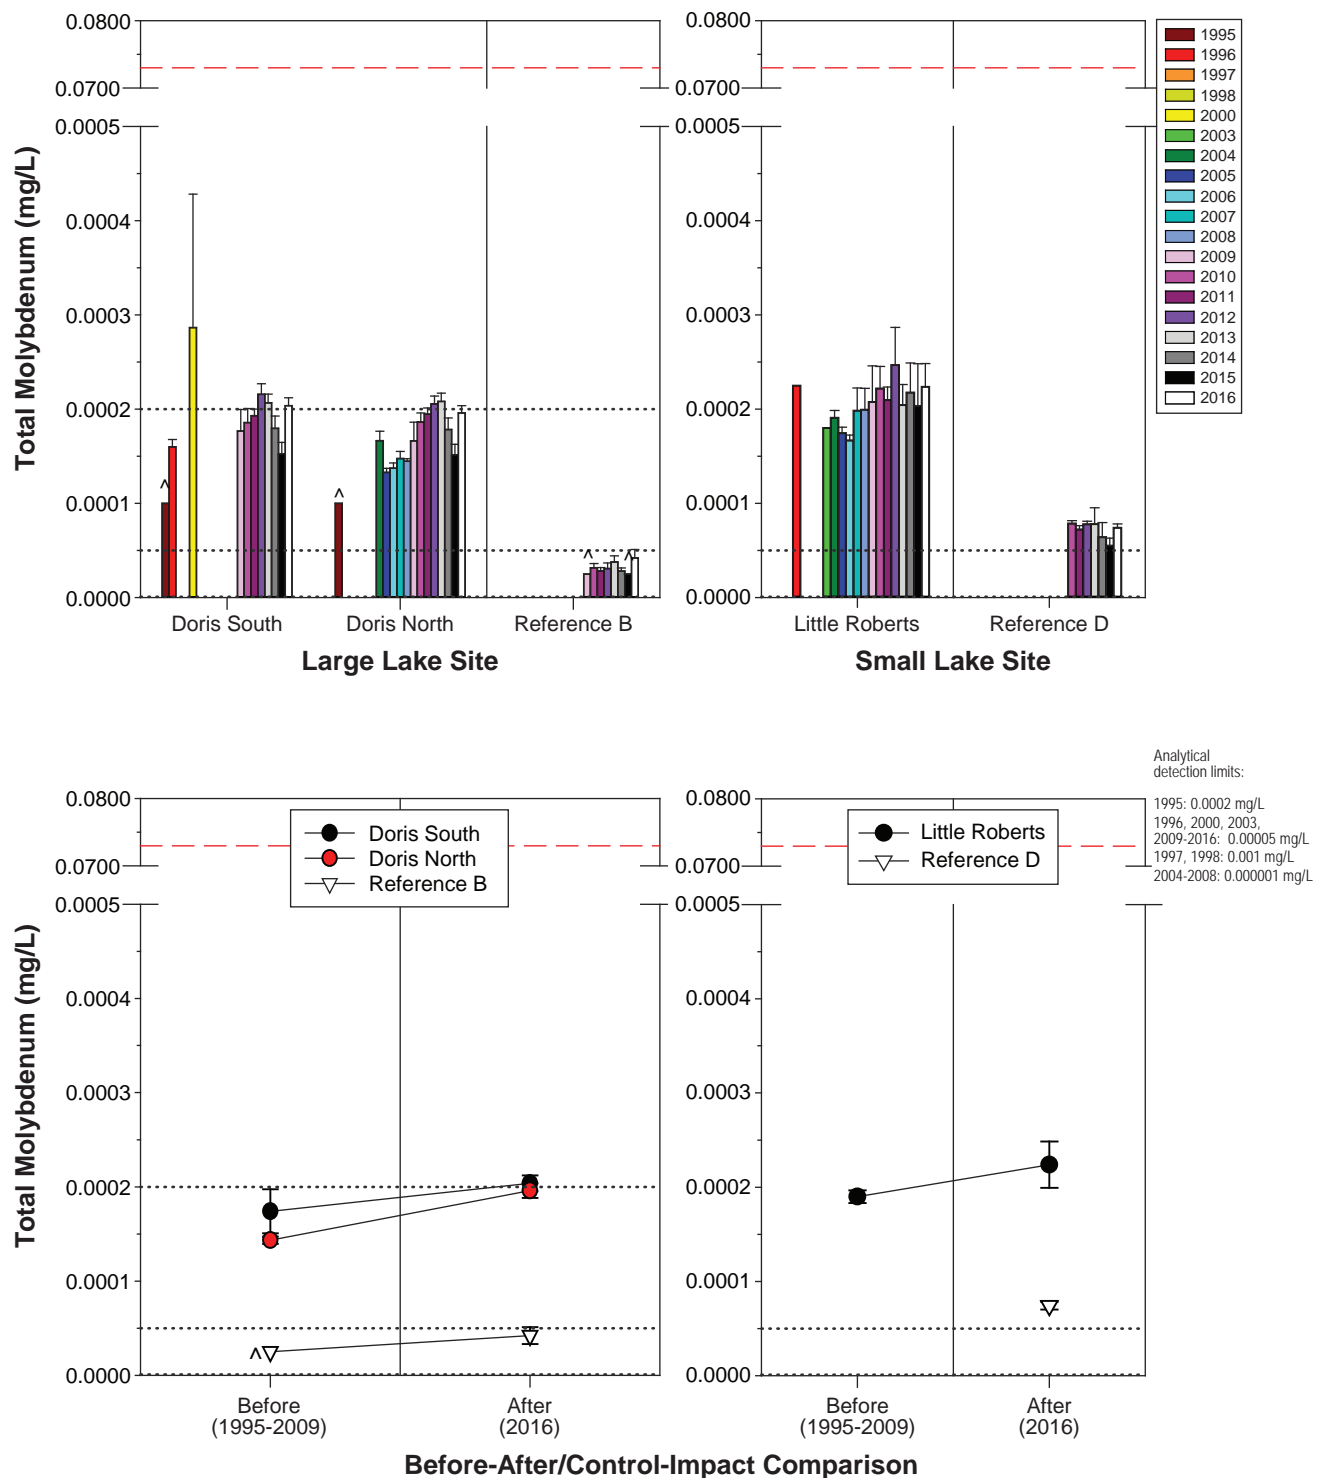 Total Molybdenum (mg/L)
0.0800
0.0700
0.0005
0.0004
0.0003
0.0002
0.0001
0.0000
^
^
^
^
Doris South
Doris North
Reference B
Large Lake Site
0.0800
0.0700
0.0005
0.0004
0.0003
0.0002
0.0001
0.0000
Little Roberts
Reference D
Small Lake Site
1995
1996
1997
1998
2000
2003
2004
2005
2006
2007
2008
2009
2010
2011
2012
2013
2014
2015
2016
Analytical
detection limits:
1995: 0.0002 mg/L
1996, 2000, 2003,
2009-2016: 0.00005 mg/L
1997, 1998: 0.001 mg/L
2004-2008: 0.000001 mg/L
Total Molybdenum (mg/L)
0.0800
0.0700
0.0005
0.0004
0.0003
0.0002
0.0001
0.0000
Doris South
Doris North
Reference B
^
Before
(1995-2009)
After
(2016)
0.0800
0.0700
0.0005
0.0004
0.0003
0.0002
0.0001
0.0000
Little Roberts
Reference D
Before
(1995-2009)
After
(2016)
Before-After/Control-Impact Comparison